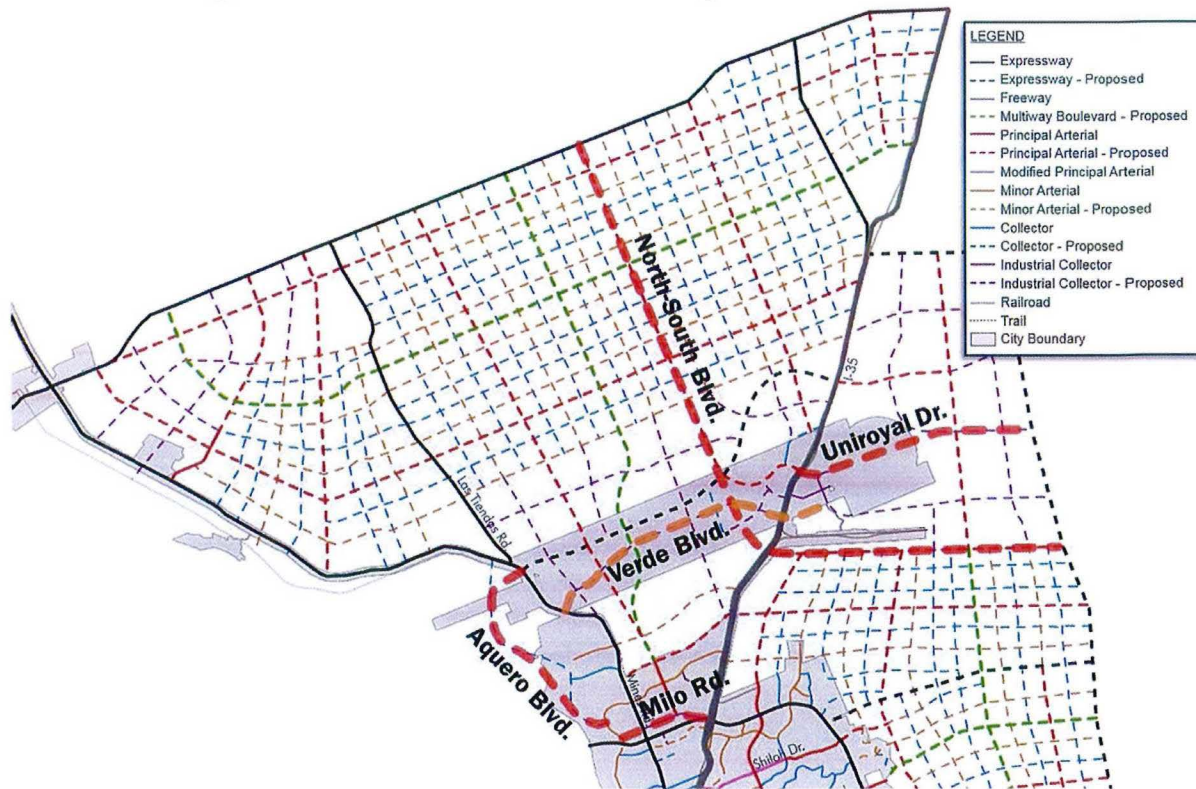 LEGEND
Expressway
Expressway - Proposed
Freeway
Multiway Boulevard - Proposed
Principal Arterial
Principal Arterial - Proposed
Modified Principal Arterial
Minor Arterial
Minor Arterial - Proposed
Collector
Collector - Proposed
Industrial Collector
Industrial Collector - Proposed
Railroad
Trail
City Boundary
North-South Blvd.
I-35
Uniroyal Dr.
Las Tiendas Rd.
Verde Blvd.
Aquero Blvd.
Milo Rd.
Shiloh Dr.